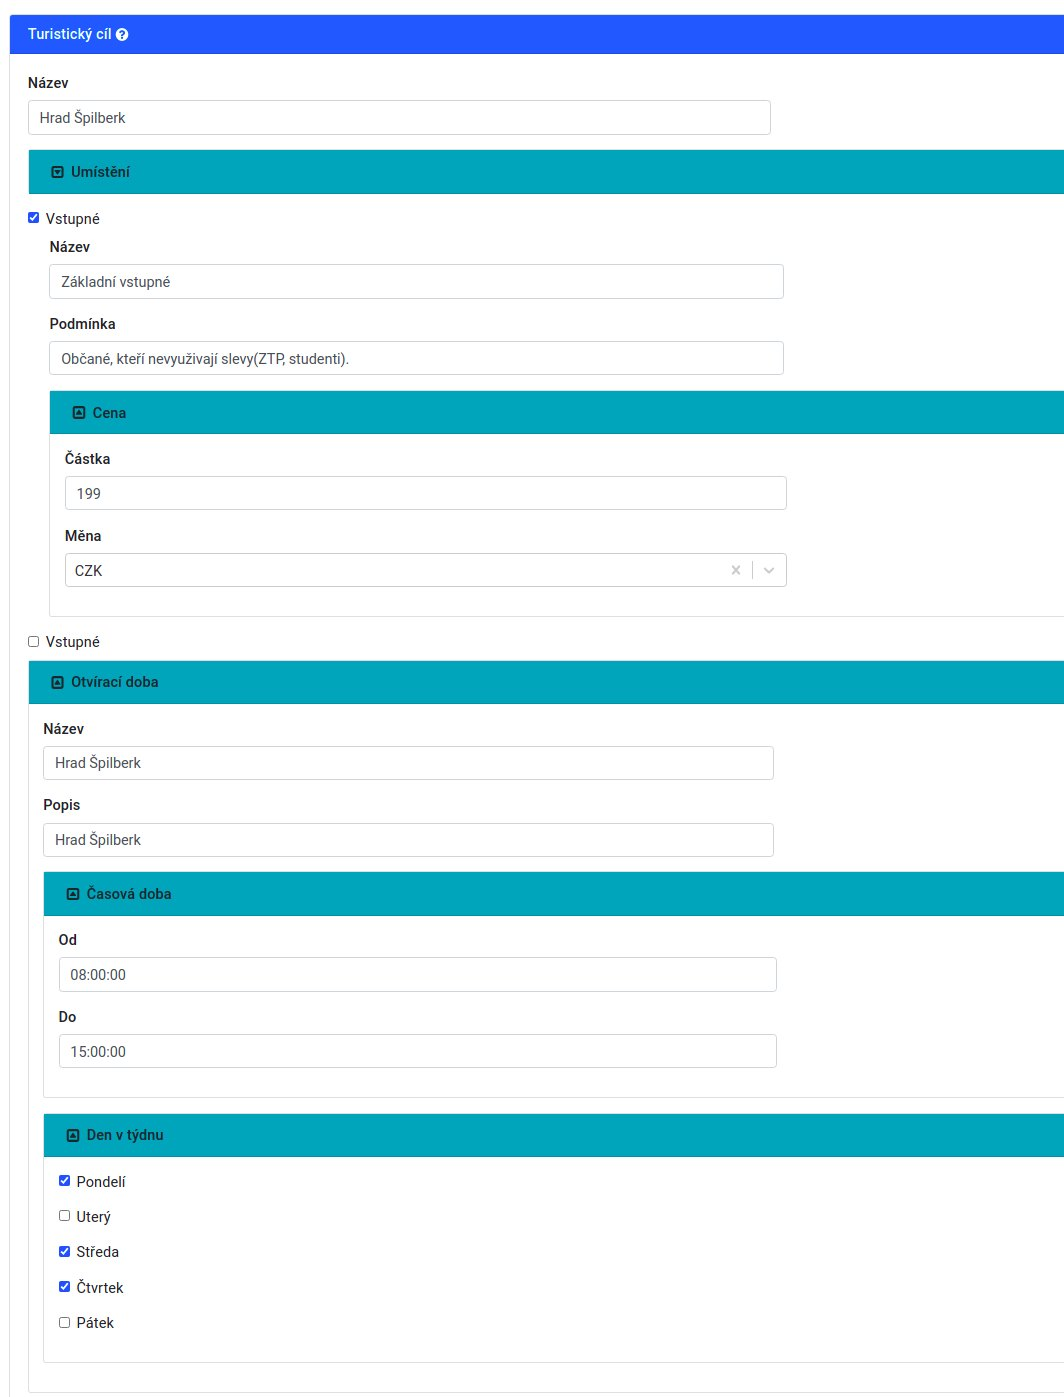 Turistický cíl
Název
Hrad Špilberk
Umístění
Vstupné
Název
Základní vstupné
Podmínka
Občané, kteří nevyuživají slevy(ZTP, studenti).
Cena
Částka
199
Měna
CZK
Vstupné
Otvírací doba
Název
Hrad Špilberk
Popis
Hrad Špilberk
Časová doba
Od
08:00:00
Do
15:00:00
Den v týdnu
Pondelí
Uterý
Středa
Čtvrtek
Pátek